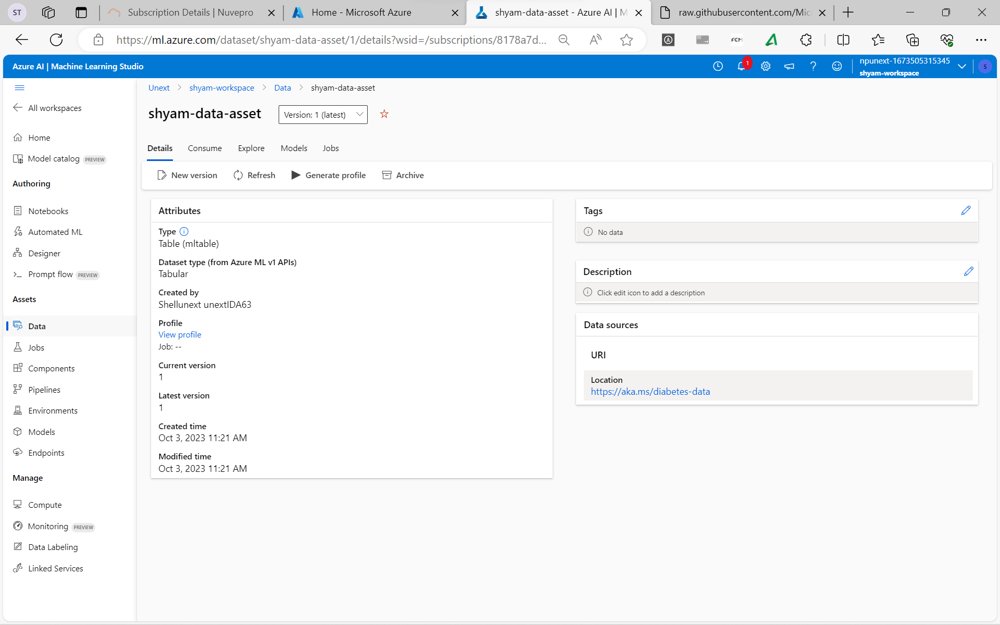 ST
Subscription Details | Nuvepro
Home - Microsoft Azure
shyam-data-asset - Azure AI | M
raw.githubusercontent.com/Mic
https://ml.azure.com/dataset/shyam-data-asset/1/details?wsid=/subscriptions/8178a7d...
FCM
Azure AI | Machine Learning Studio
1
npunext-1673505315345
shyam-workspace
S
All workspaces
Home
Model catalog PREVIEW
Authoring
Notebooks
Automated ML
Designer
Prompt flow PREVIEW
Assets
Data
Jobs
Components
Pipelines
Environments
Models
Endpoints
Manage
Compute
Monitoring PREVIEW
Data Labeling
Linked Services
Unext > shyam-workspace > Data > shyam-data-asset
shyam-data-asset
Version: 1 (latest)
Details Consume Explore Models Jobs
New version Refresh Generate profile Archive
Attributes
Type
Table (mltable)
Dataset type (from Azure ML v1 APIs)
Tabular
Created by
Shellunext unextIDA63
Profile
View profile
Job: --
Current version
1
Latest version
1
Created time
Oct 3, 2023 11:21 AM
Modified time
Oct 3, 2023 11:21 AM
Tags
No data
Description
Click edit icon to add a description
Data sources
URI
Location
https://aka.ms/diabetes-data